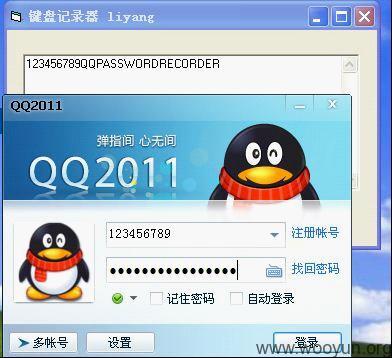 键盘记录器 liyang
123456789QQPASSWORDRECORDER
QQ2011
弹指间 心无间
QQ2011
123456789
注册帐号
●●●●●●●●●●●●●●●●
找回密码
记住密码 自动登录
多帐号 设置 登录
www.wooyun.org